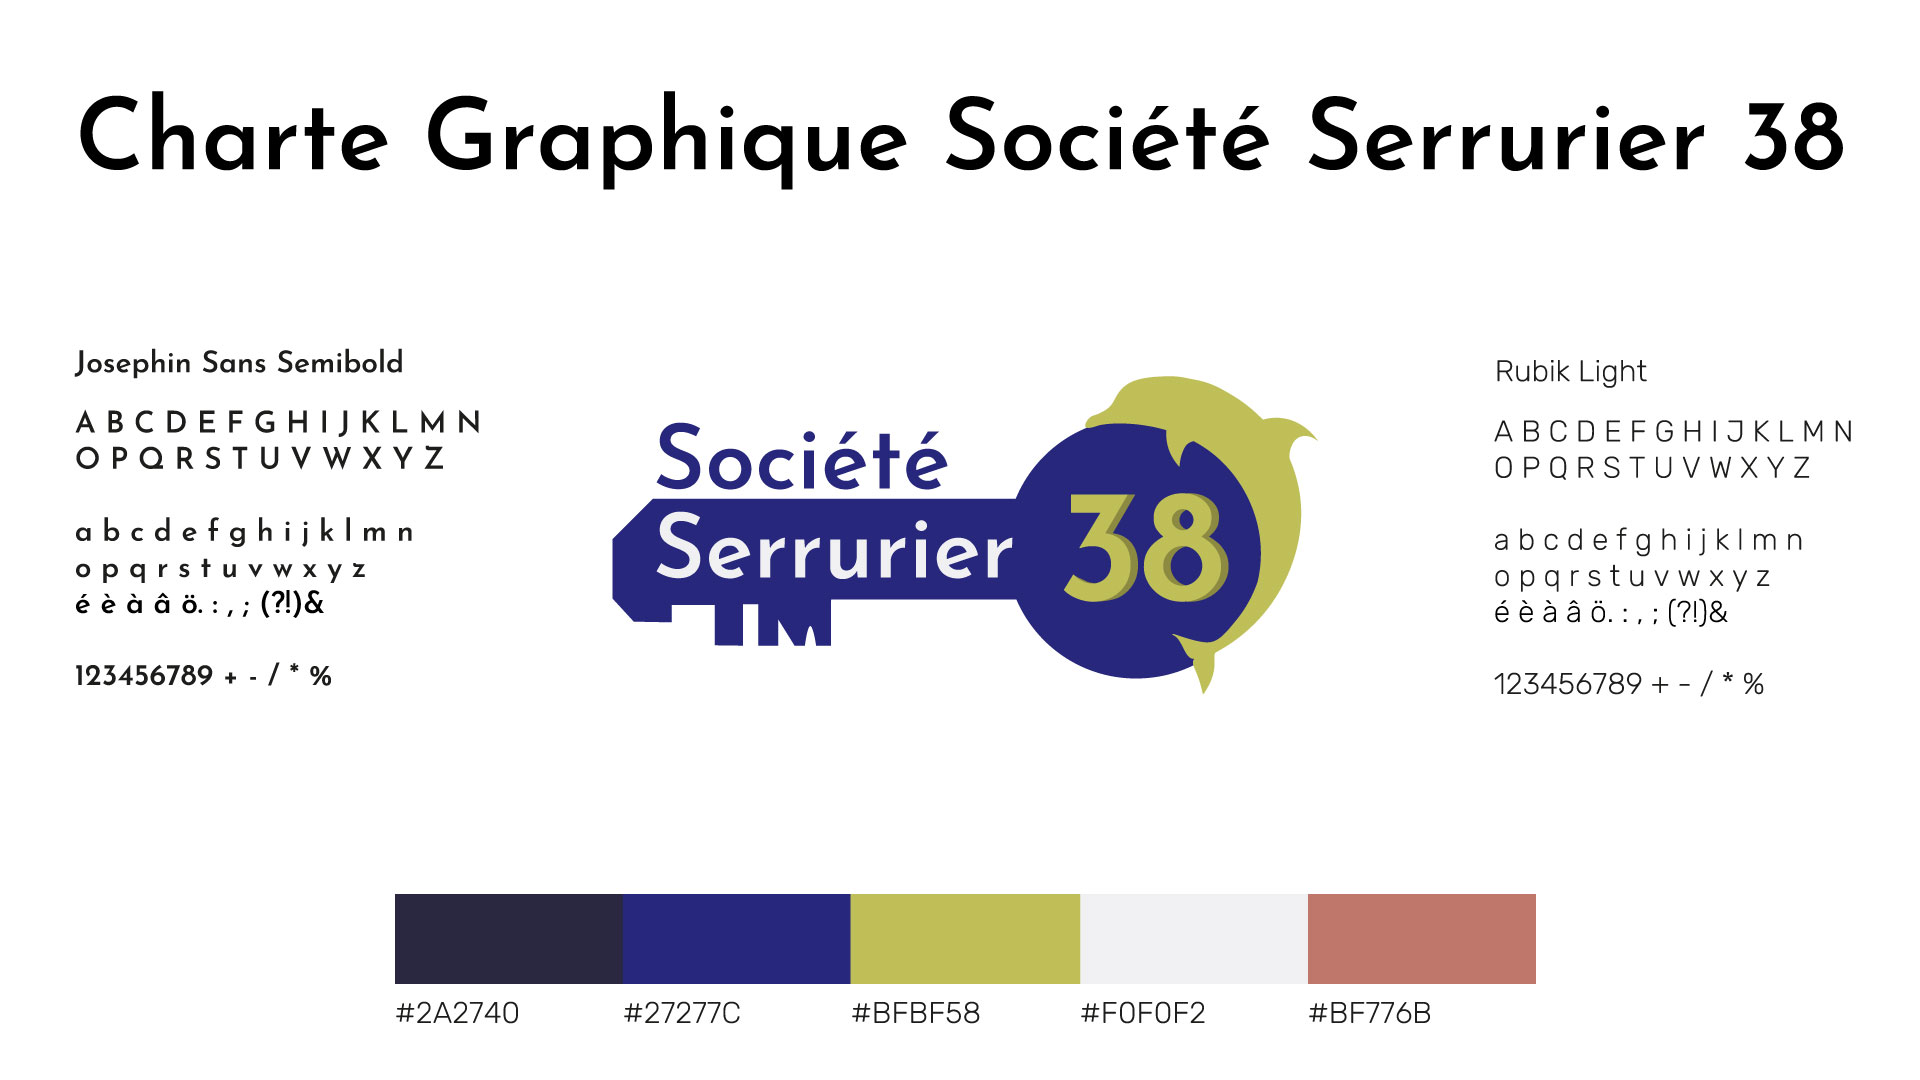 Charte Graphique Société Serrurier 38
Josephin Sans Semibold
A B C D E F G H I J K L M N
O P Q R S T U V W X Y Z
a b c d e f g h i j k l m n
o p q r s t u v w x y z
é è à â ö. : , ; (?!)&
123456789 + - / * %
Société
Serrurier
38
Rubik Light
A B C D E F G H I J K L M N
O P Q R S T U V W X Y Z
a b c d e f g h i j k l m n
o p q r s t u v w x y z
é è à â ö. : , ; (?!)&
123456789 + - / * %
#2A2740
#27277C
#BFBF58
#F0F0F2
#BF776B